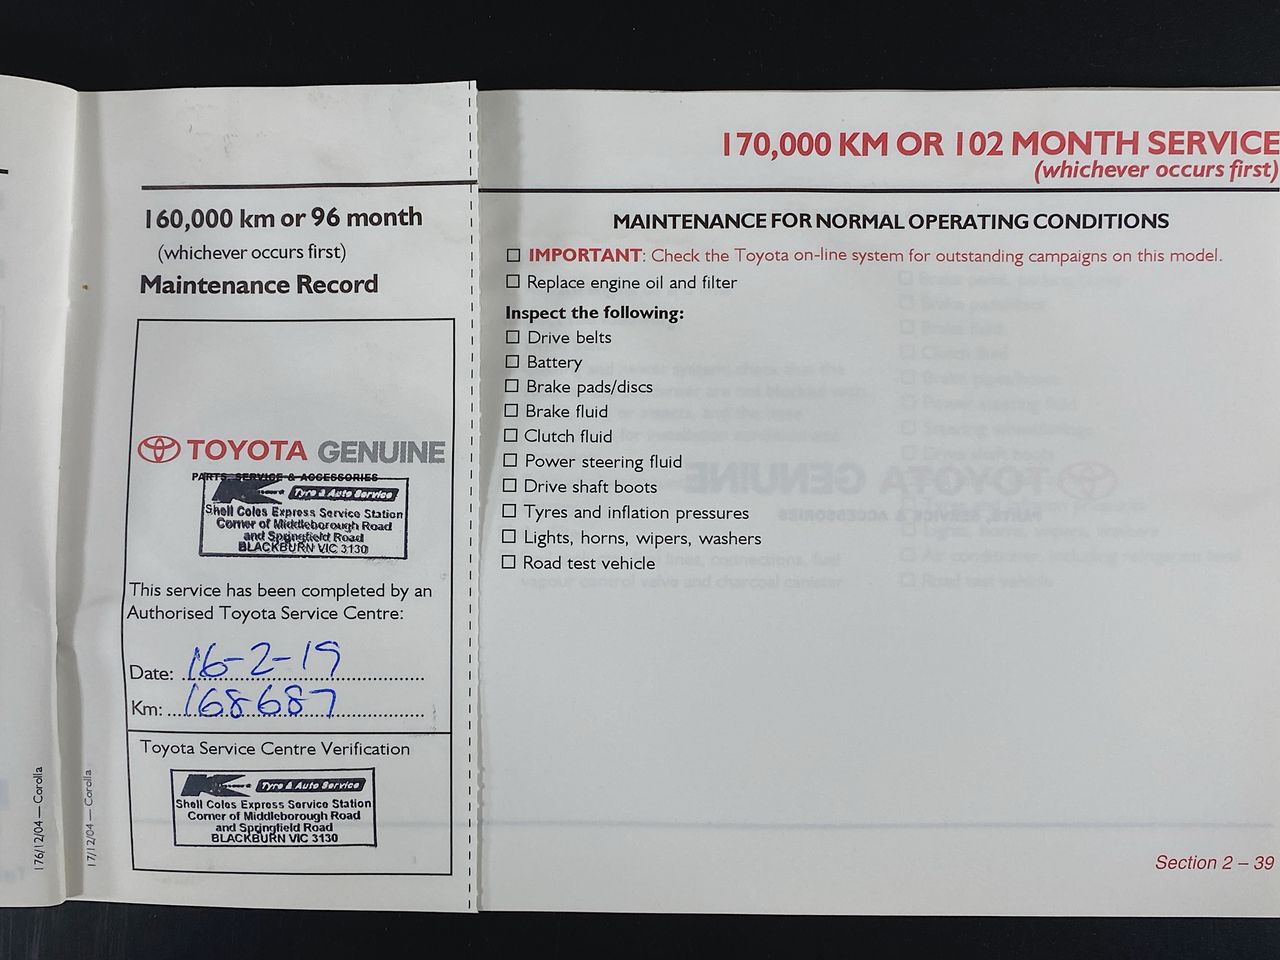 160,000 km or 96 month
(whichever occurs first)
Maintenance Record
TOYOTA GENUINE
PARTS, SERVICE & ACCESSORIES
Kmart Tyre & Auto Service
Shell Coles Express Service Station
Corner of Middleborough Road
and Springfield Road
BLACKBURN VIC 3130
This service has been completed by an
Authorised Toyota Service Centre:
Date: 16-2-19
Km: 168687
Toyota Service Centre Verification
Kmart Tyre & Auto Service
Shell Coles Express Service Station
Corner of Middleborough Road
and Springfield Road
BLACKBURN VIC 3130
176/12/04 — Corolla
17/12/04 — Corolla
170,000 KM OR 102 MONTH SERVICE
(whichever occurs first)
MAINTENANCE FOR NORMAL OPERATING CONDITIONS
IMPORTANT: Check the Toyota on-line system for outstanding campaigns on this model.
Replace engine oil and filter
Inspect the following:
Drive belts
Battery
Brake pads/discs
Brake fluid
Clutch fluid
Power steering fluid
Drive shaft boots
Tyres and inflation pressures
Lights, horns, wipers, washers
Road test vehicle
Section 2 – 39